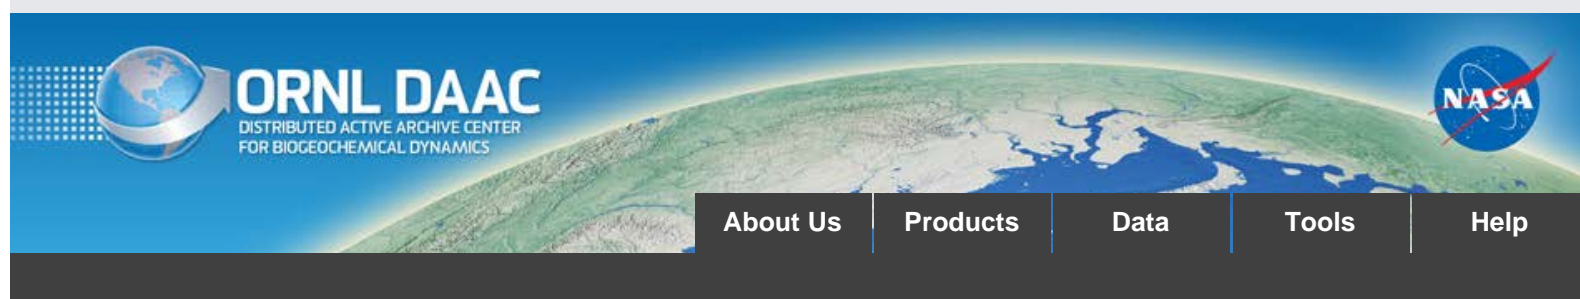 ORNL DAAC
DISTRIBUTED ACTIVE ARCHIVE CENTER
FOR BIOGEOCHEMICAL DYNAMICS
NASA
About Us Products Data Tools Help